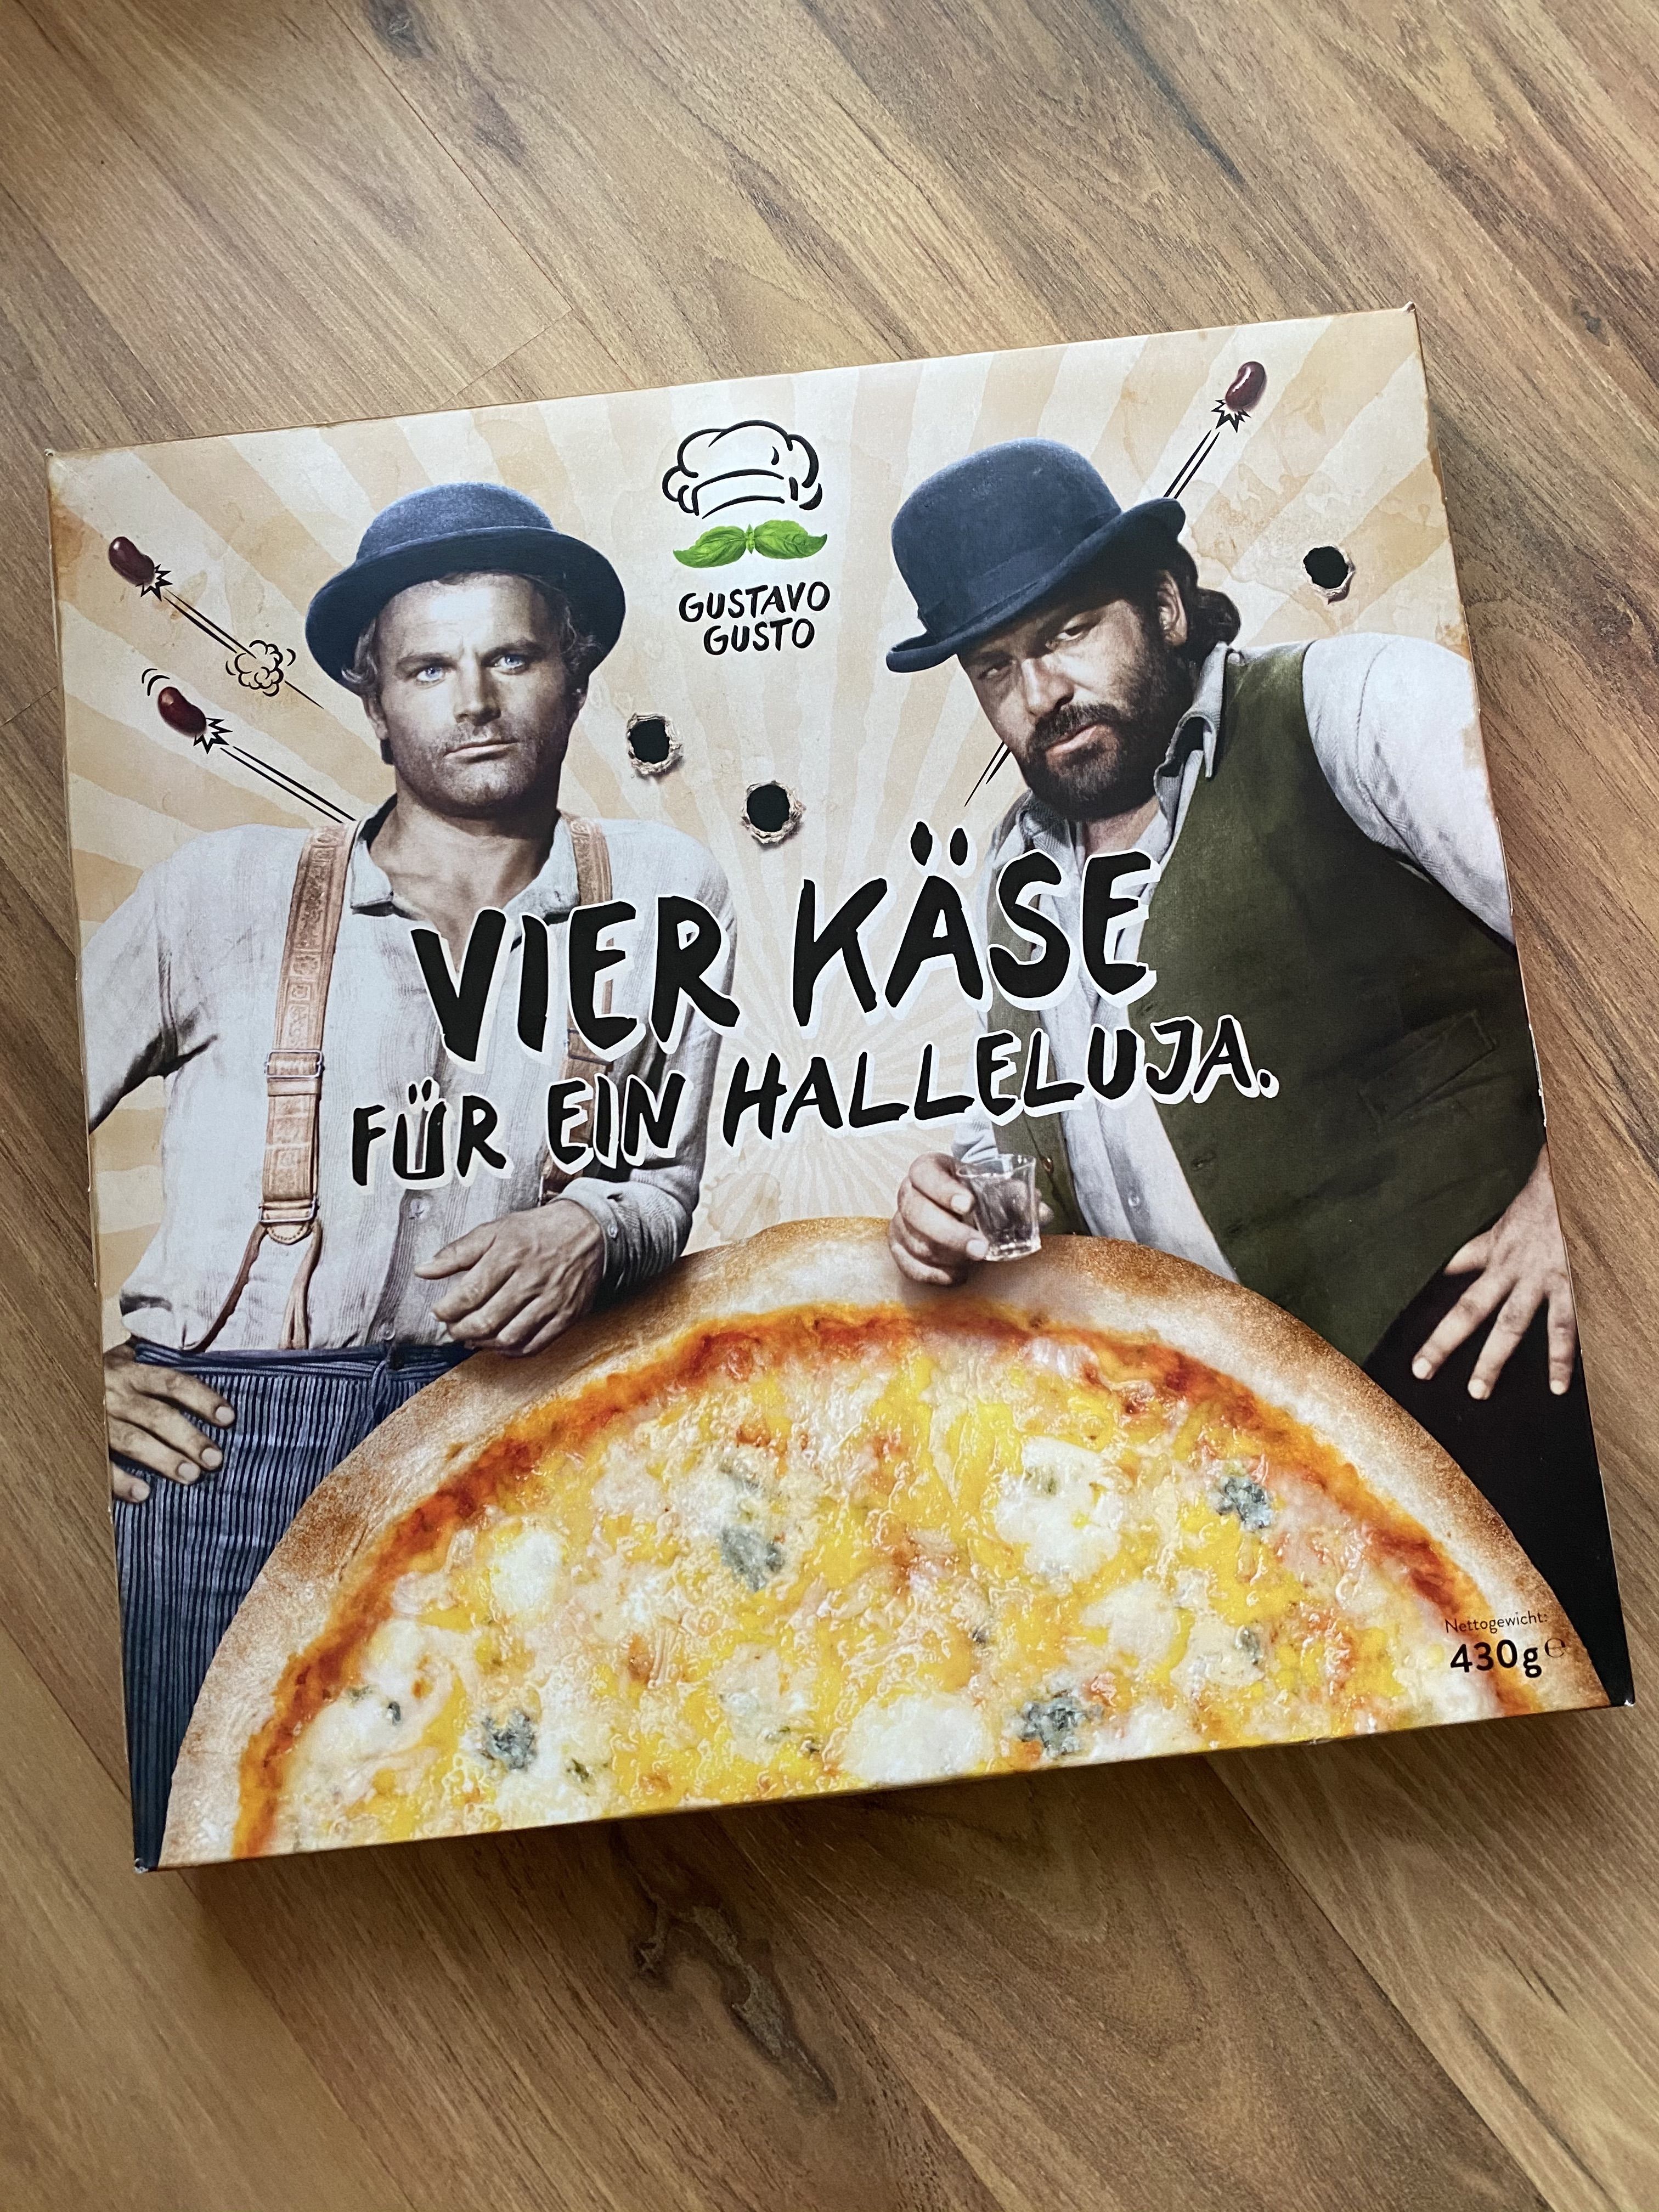 GUSTAVO
GUSTO
VIER KÄSE
FÜR EIN HALLELUJA.
Nettogewicht:
430g ℮